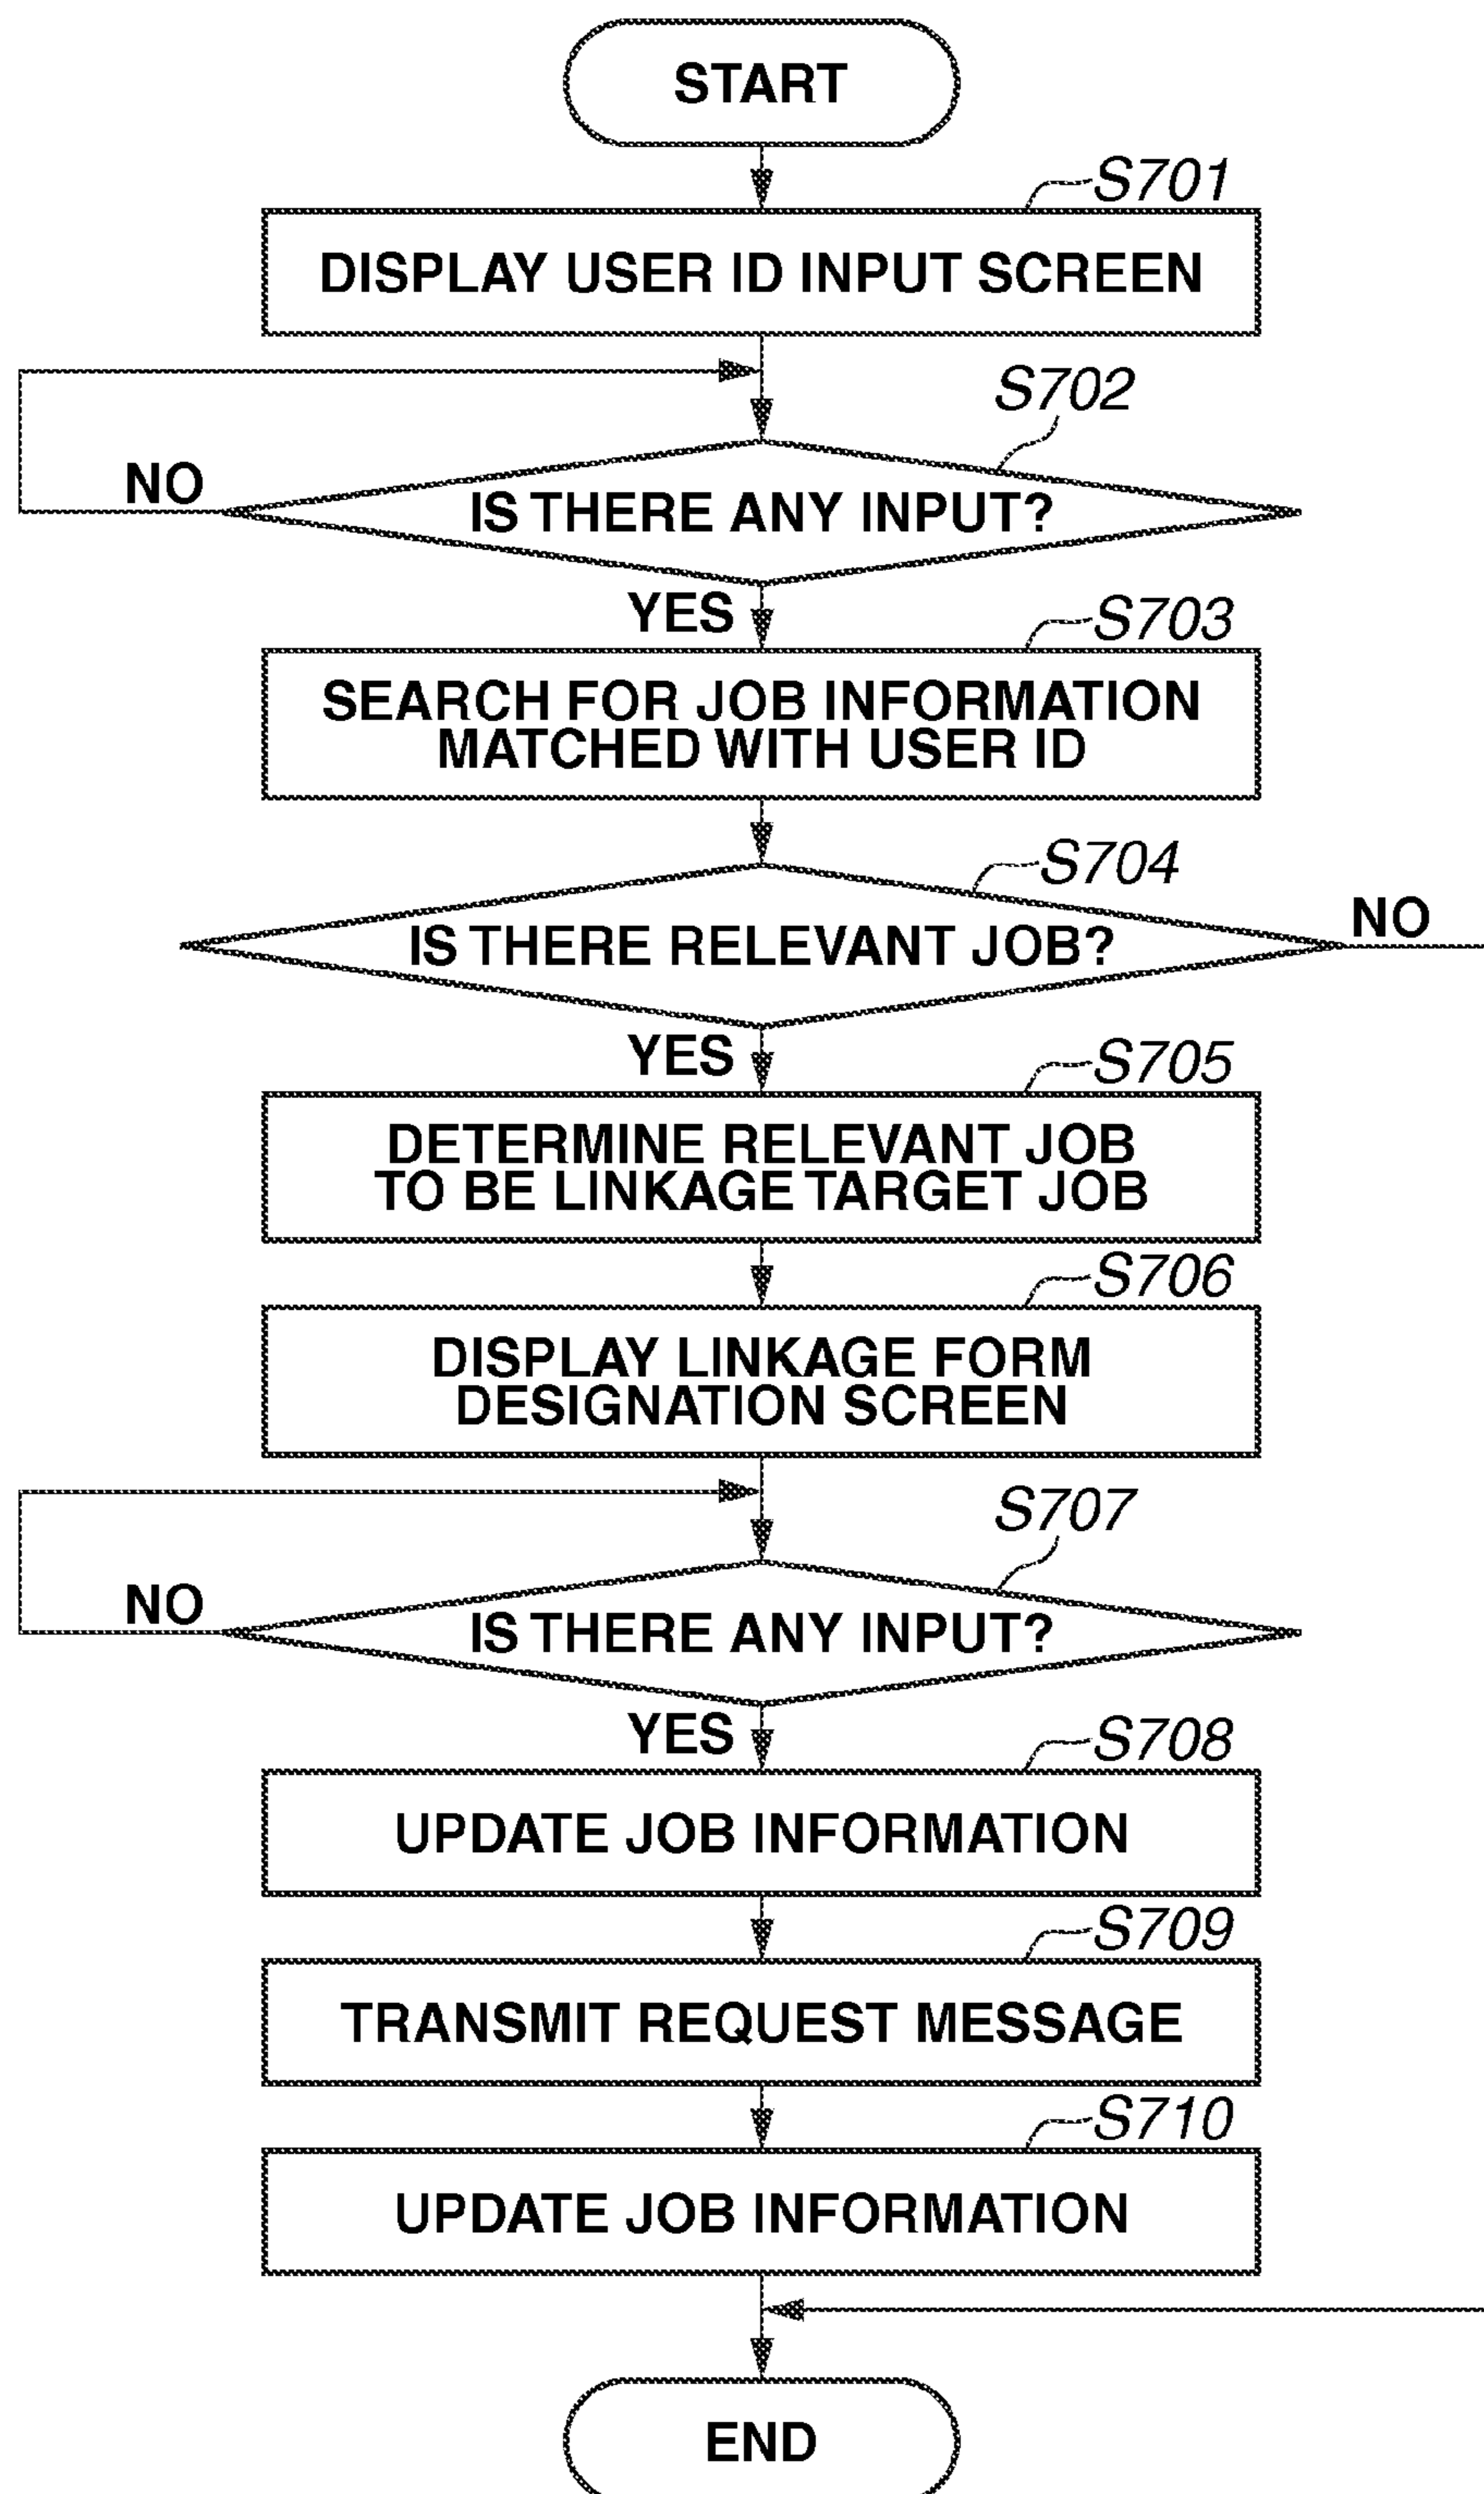 START
S701
DISPLAY USER ID INPUT SCREEN
S702
NO
IS THERE ANY INPUT?
YES
S703
SEARCH FOR JOB INFORMATION
MATCHED WITH USER ID
S704
NO
IS THERE RELEVANT JOB?
YES
S705
DETERMINE RELEVANT JOB
TO BE LINKAGE TARGET JOB
S706
DISPLAY LINKAGE FORM
DESIGNATION SCREEN
S707
NO
IS THERE ANY INPUT?
YES
S708
UPDATE JOB INFORMATION
S709
TRANSMIT REQUEST MESSAGE
S710
UPDATE JOB INFORMATION
END